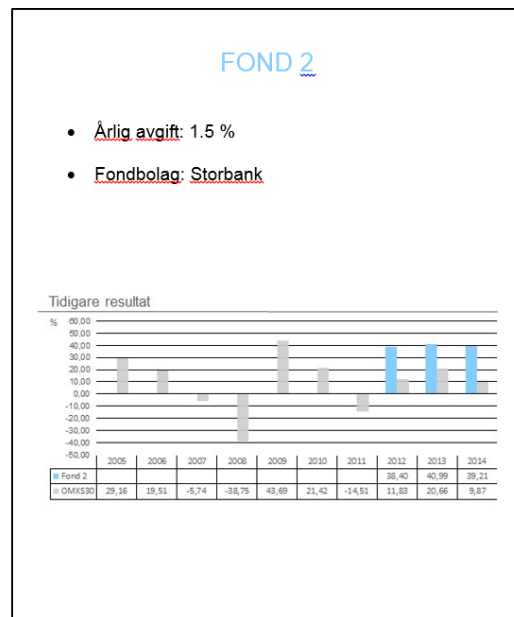 FOND 2
• Årlig avgift: 1.5 %
• Fondbolag: Storbank
Tidigare resultat
%
60,00
50,00
40,00
30,00
20,00
10,00
0,00
-10,00
-20,00
-30,00
-40,00
-50,00
2005 2006 2007 2008 2009 2010 2011 2012 2013 2014
Fond 2 38,40 40,99 39,21
OMXS30 29,16 19,51 -5,74 -38,75 43,69 21,42 -14,51 11,83 20,66 9,87